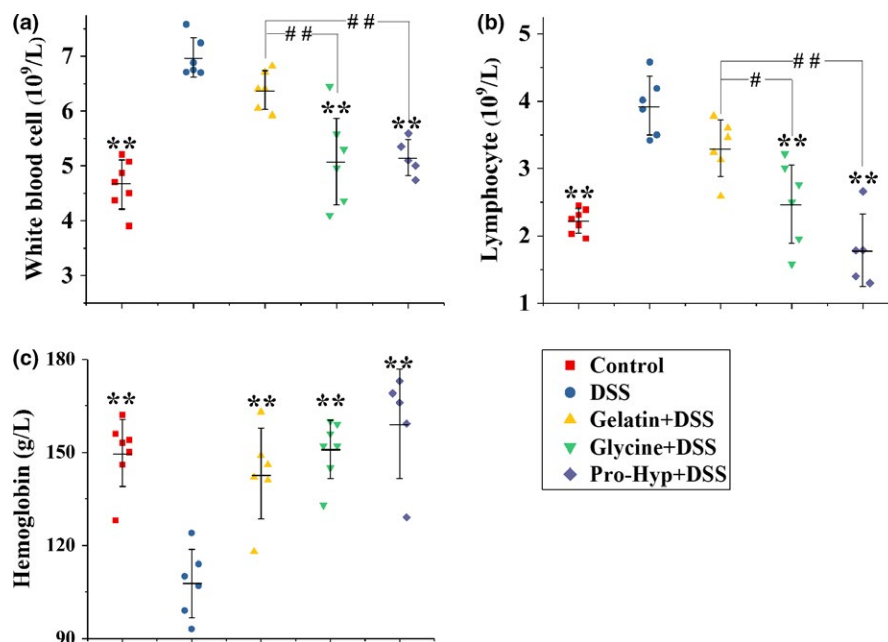 (a)
White blood cell (10⁹/L)
7
6
5
4
3
**
##
##
**
**
(b)
Lymphocyte (10⁹/L)
5
4
3
2
1
**
##
#
**
**
(c)
Hemoglobin (g/L)
180
150
120
90
**
**
**
**
Control
DSS
Gelatin+DSS
Glycine+DSS
Pro-Hyp+DSS